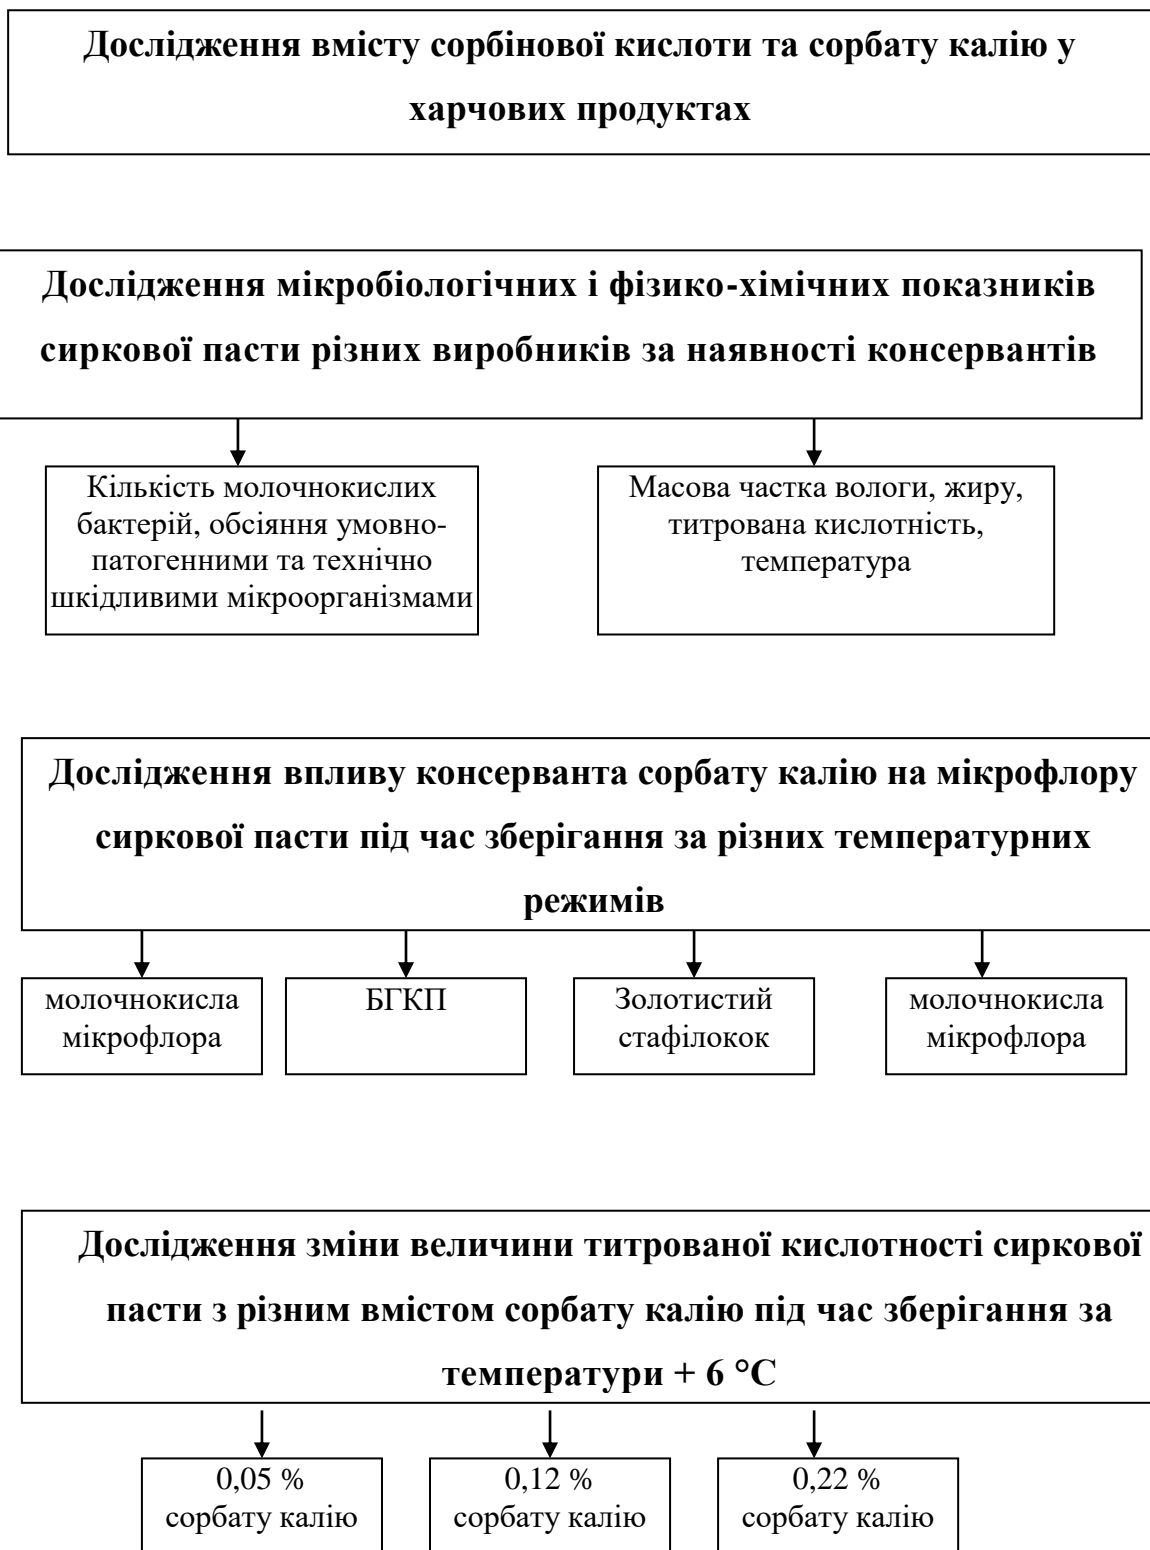 Дослідження вмісту сорбінової кислоти та сорбату калію у
харчових продуктах
Дослідження мікробіологічних і фізико-хімічних показників
сиркової пасти різних виробників за наявності консервантів
Кількість молочнокислих
бактерій, обсіяння умовно-
патогенними та технічно
шкідливими мікроорганізмами
Масова частка вологи, жиру,
титрована кислотність,
температура
Дослідження впливу консерванта сорбату калію на мікрофлору
сиркової пасти під час зберігання за різних температурних
режимів
молочнокисла
мікрофлора
БГКП
Золотистий
стафілокок
молочнокисла
мікрофлора
Дослідження зміни величини титрованої кислотності сиркової
пасти з різним вмістом сорбату калію під час зберігання за
температури + 6 °С
0,05 %
сорбату калію
0,12 %
сорбату калію
0,22 %
сорбату калію